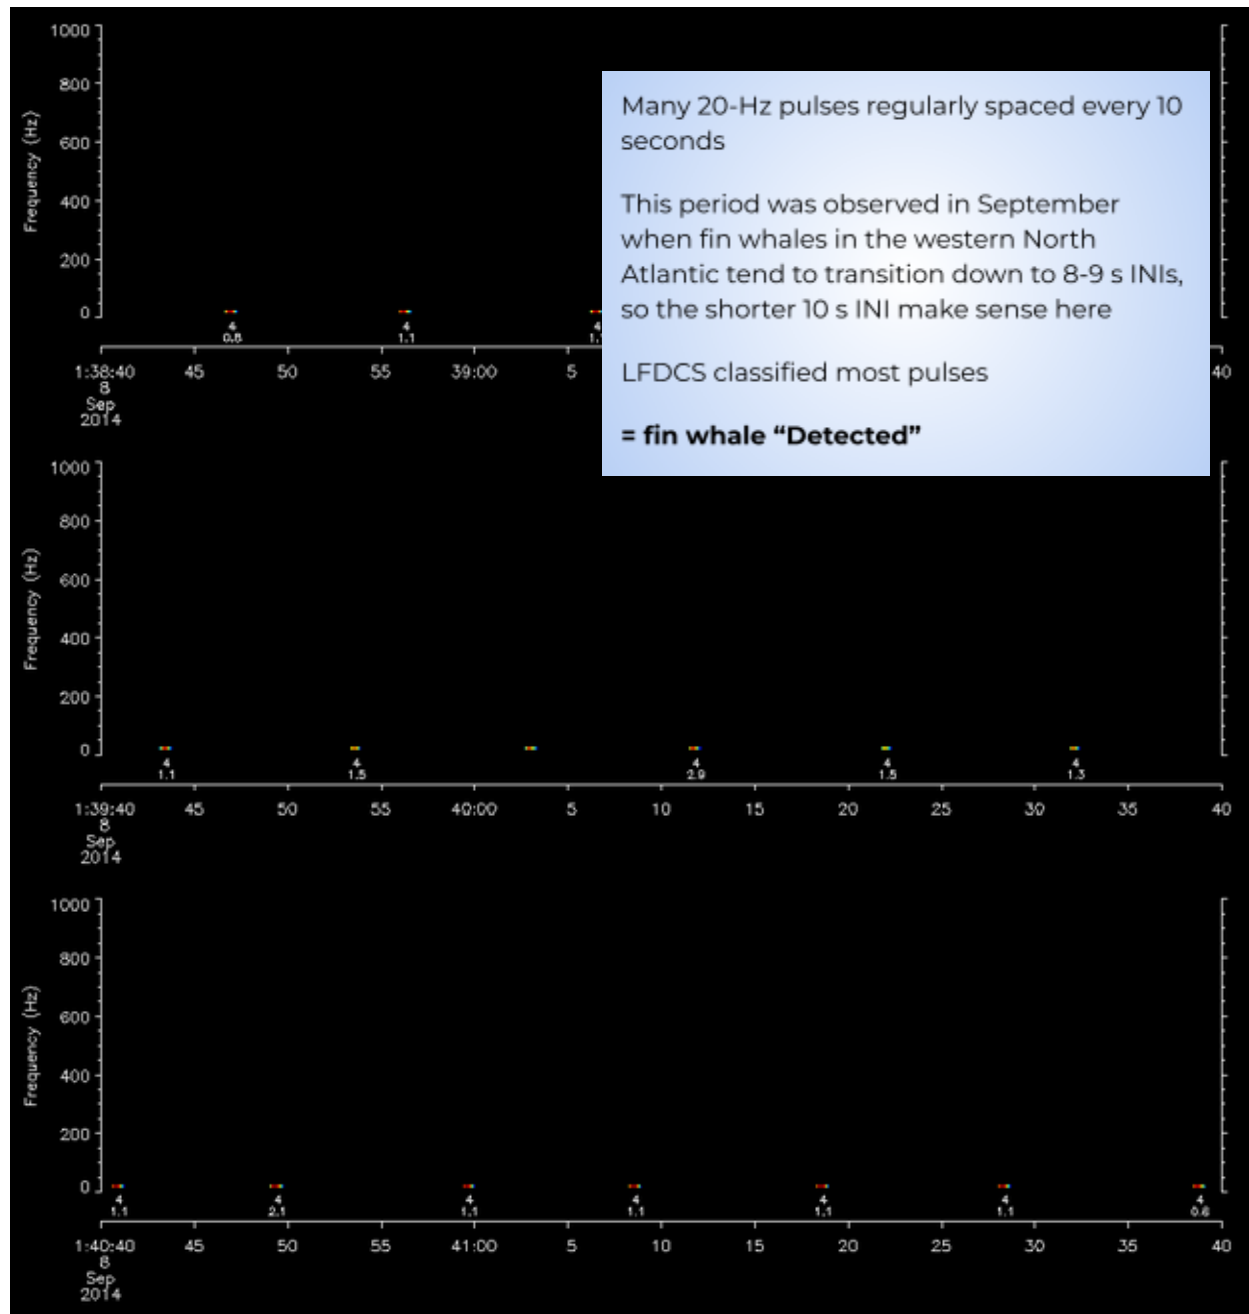 1000
800
600
400
200
0
Frequency (Hz)
4 4 4
0.8 1.1
1:38:40 45 50 55 39:00 5 40
8
Sep
2014
Many 20-Hz pulses regularly spaced every 10
seconds
This period was observed in September
when fin whales in the western North
Atlantic tend to transition down to 8-9 s INIs,
so the shorter 10 s INI make sense here
LFDCS classified most pulses
= fin whale “Detected”
1000
800
600
400
200
0
Frequency (Hz)
4 4 4 4 4
1.1 1.5 2.9 1.5 1.3
1:39:40 45 50 55 40:00 5 10 15 20 25 30 35 40
8
Sep
2014
1000
800
600
400
200
0
Frequency (Hz)
4 4 4 4 4 4 4
1.1 2.1 1.1 1.1 1.1 1.1 0.6
1:40:40 45 50 55 41:00 5 10 15 20 25 30 35 40
8
Sep
2014